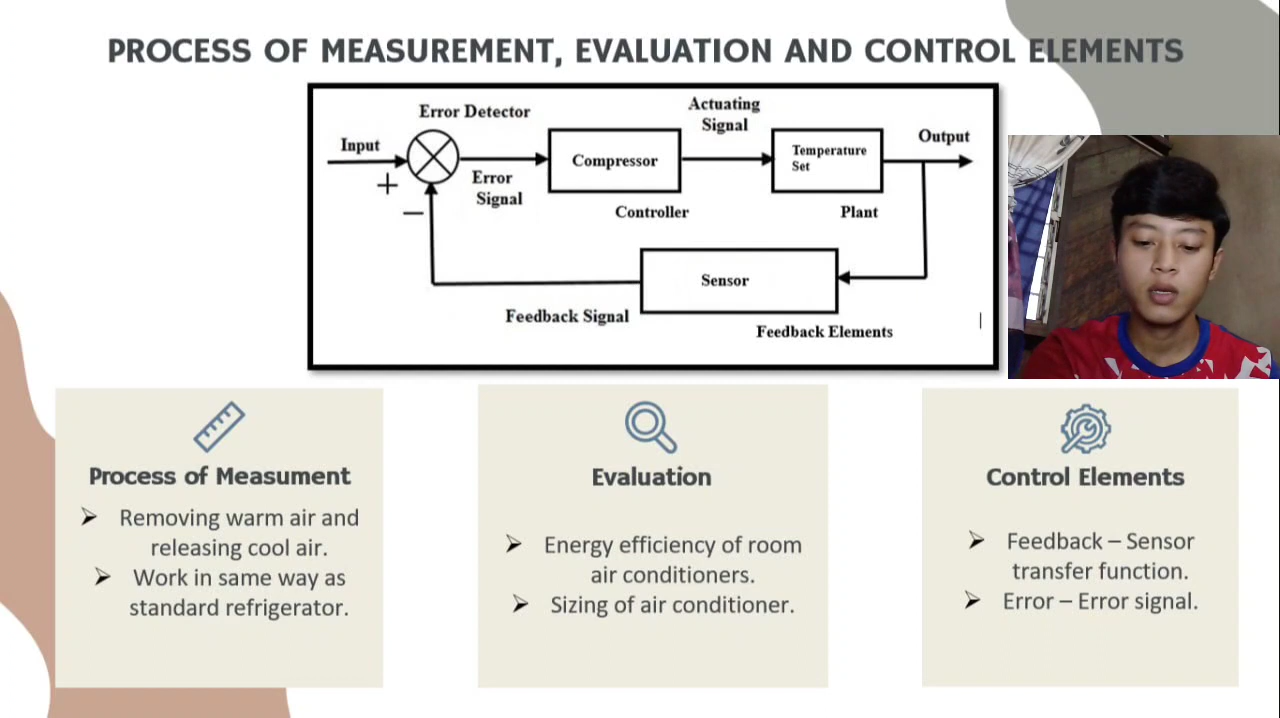 PROCESS OF MEASUREMENT, EVALUATION AND CONTROL ELEMENTS
Error Detector
Actuating
Signal
Input
Output
Compressor
Temperature
Set
+
Error
Signal
—
Controller
Plant
Sensor
Feedback Signal
Feedback Elements
Process of Measument
➢ Removing warm air and
releasing cool air.
➢ Work in same way as
standard refrigerator.
Evaluation
➢ Energy efficiency of room
air conditioners.
➢ Sizing of air conditioner.
Control Elements
➢ Feedback – Sensor
transfer function.
➢ Error – Error signal.